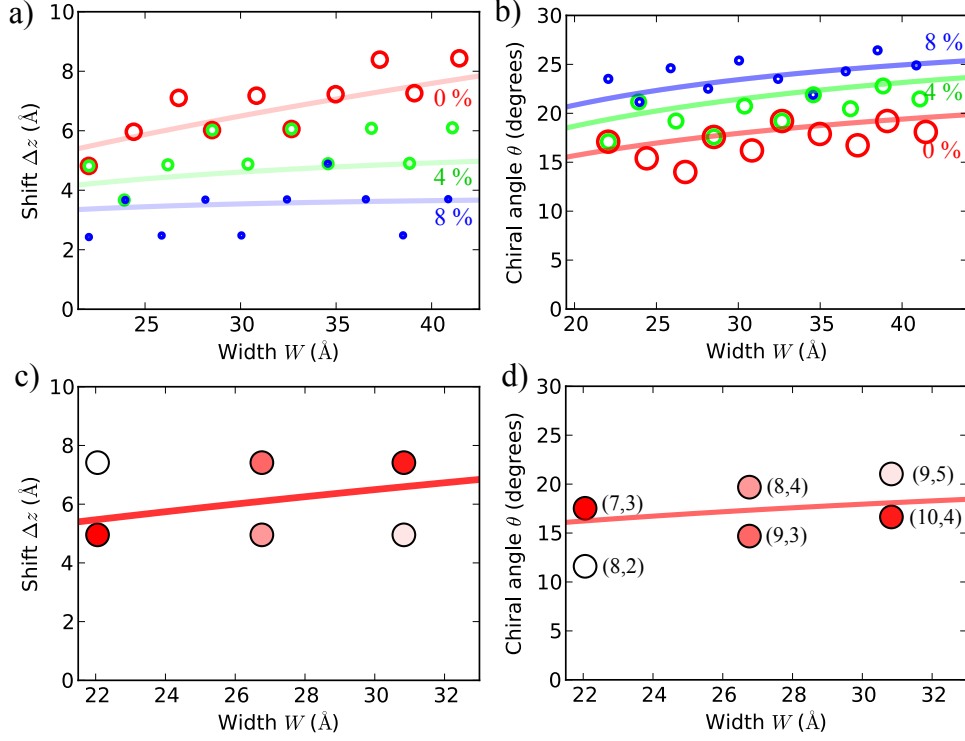 a)
10
8
6
4
2
0
Shift Δz (Å)
0 %
4 %
8 %
25 30 35 40
Width W (Å)
b)
30
25
20
15
10
5
0
Chiral angle θ (degrees)
8 %
4 %
0 %
20 25 30 35 40
Width W (Å)
c)
10
8
6
4
2
0
Shift Δz (Å)
22 24 26 28 30 32
Width W (Å)
d)
30
25
20
15
10
5
0
Chiral angle θ (degrees)
(7,3)
(8,2)
(8,4)
(9,3)
(9,5)
(10,4)
22 24 26 28 30 32
Width W (Å)